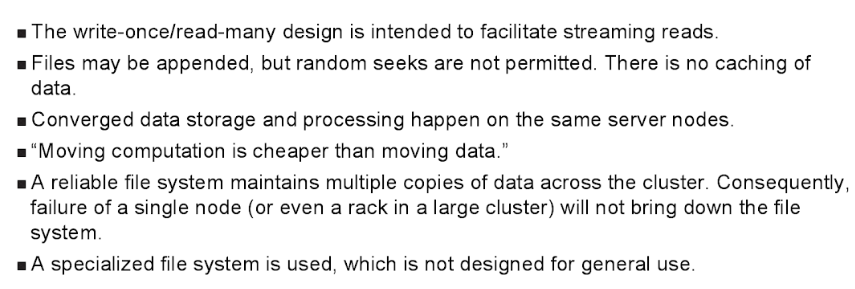 ▪ The write-once/read-many design is intended to facilitate streaming reads.
▪ Files may be appended, but random seeks are not permitted. There is no caching of
data.
▪ Converged data storage and processing happen on the same server nodes.
▪ “Moving computation is cheaper than moving data.”
▪ A reliable file system maintains multiple copies of data across the cluster. Consequently,
failure of a single node (or even a rack in a large cluster) will not bring down the file
system.
▪ A specialized file system is used, which is not designed for general use.